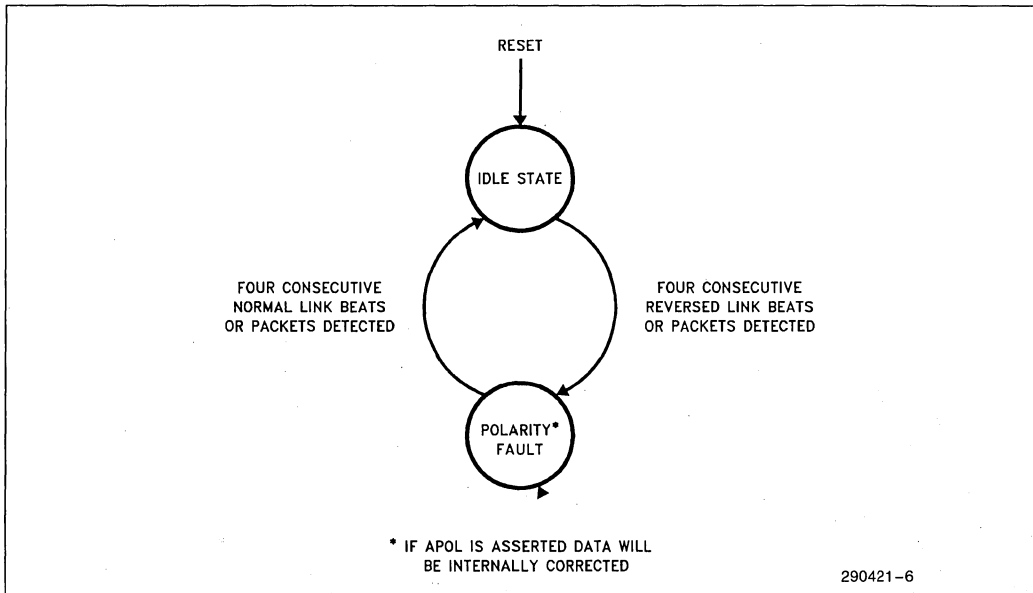 RESET
IDLE STATE
FOUR CONSECUTIVE
NORMAL LINK BEATS
OR PACKETS DETECTED
FOUR CONSECUTIVE
REVERSED LINK BEATS
OR PACKETS DETECTED
POLARITY*
FAULT
* IF APOL IS ASSERTED DATA WILL
BE INTERNALLY CORRECTED
290421-6